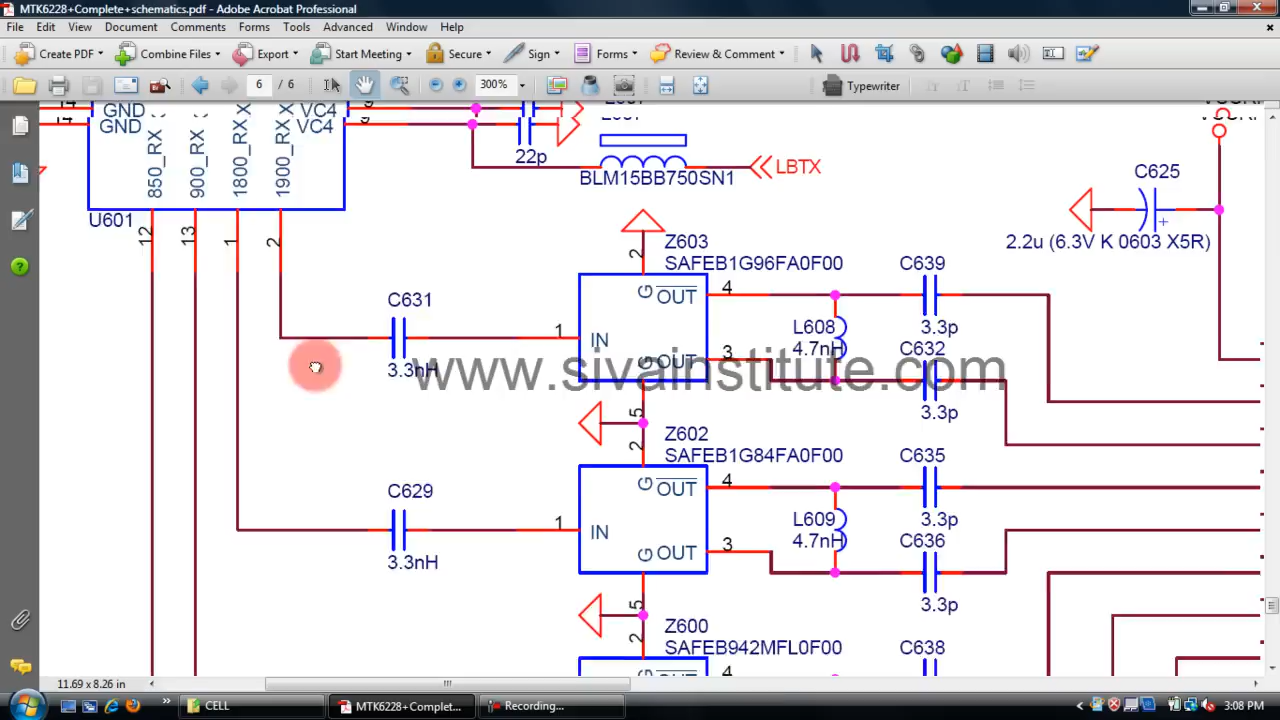 MTK6228+Complete+schematics.pdf - Adobe Acrobat Professional
File Edit View Document Comments Forms Tools Advanced Window Help
Create PDF Combine Files Export Start Meeting Secure Sign Forms Review & Comment
6 / 6 300% Typewriter
14 GND VC4
14 GND VC4 9
850_RX 900_RX 1800_RX 1900_RX
22p
BLM15BB750SN1
LBTX
U601
12 13 1 2
C625
+
2.2u (6.3V K 0603 X5R)
2
Z603
SAFEB1G96FA0F00
G OUT 4
C639
3.3p
C631
3.3nH
1 IN
G OUT 3
L608
4.7nH
C632
3.3p
www.sivainstitute.com
5
2
Z602
SAFEB1G84FA0F00
G OUT 4
C635
3.3p
C629
3.3nH
1 IN
G OUT 3
L609
4.7nH
C636
3.3p
5
2
Z600
SAFEB942MFL0F00
4
C638
11.69 x 8.26 in
CELL MTK6228+Complet... Recording... 3:08 PM